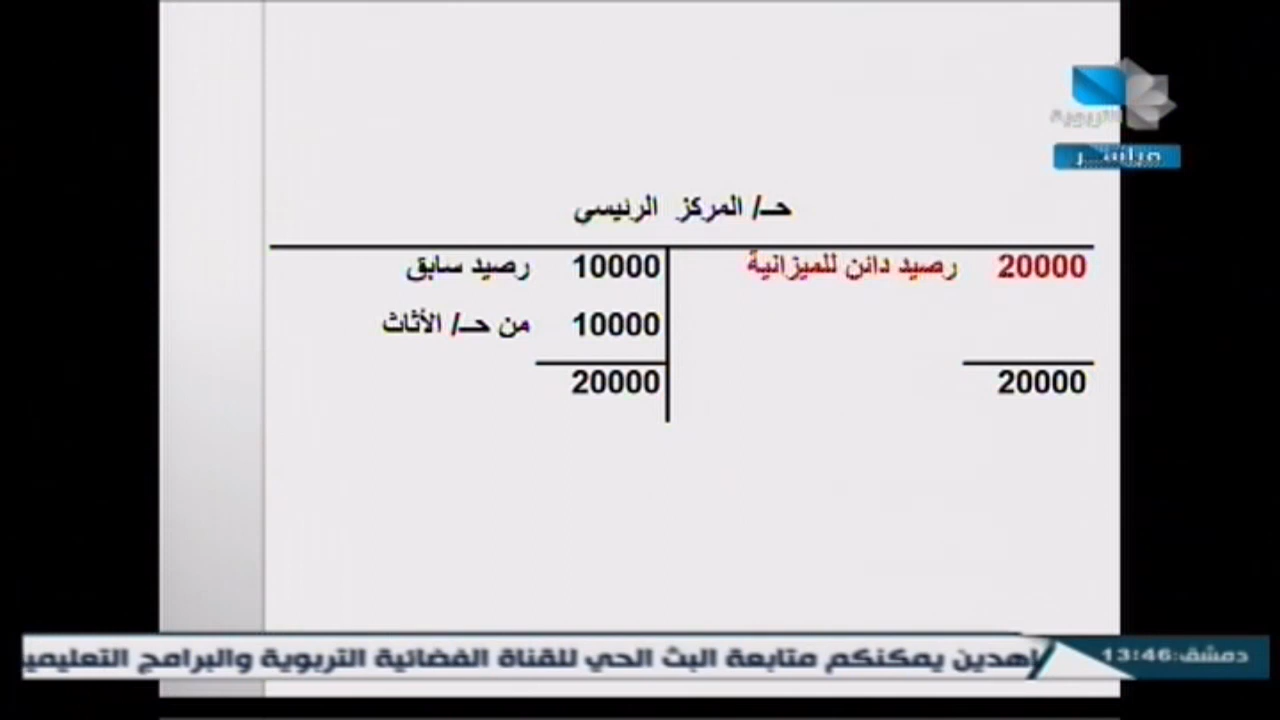 التربوية
مباشر
حـ/ المركز الرئيسي
20000 رصيد دائن للميزانية 10000 رصيد سابق
10000 من حـ/ الأثاث
20000 20000
دمشق: 13:46 اهدين يمكنكم متابعة البث الحي للقناة الفضائية التربوية والبرامج التعليمية